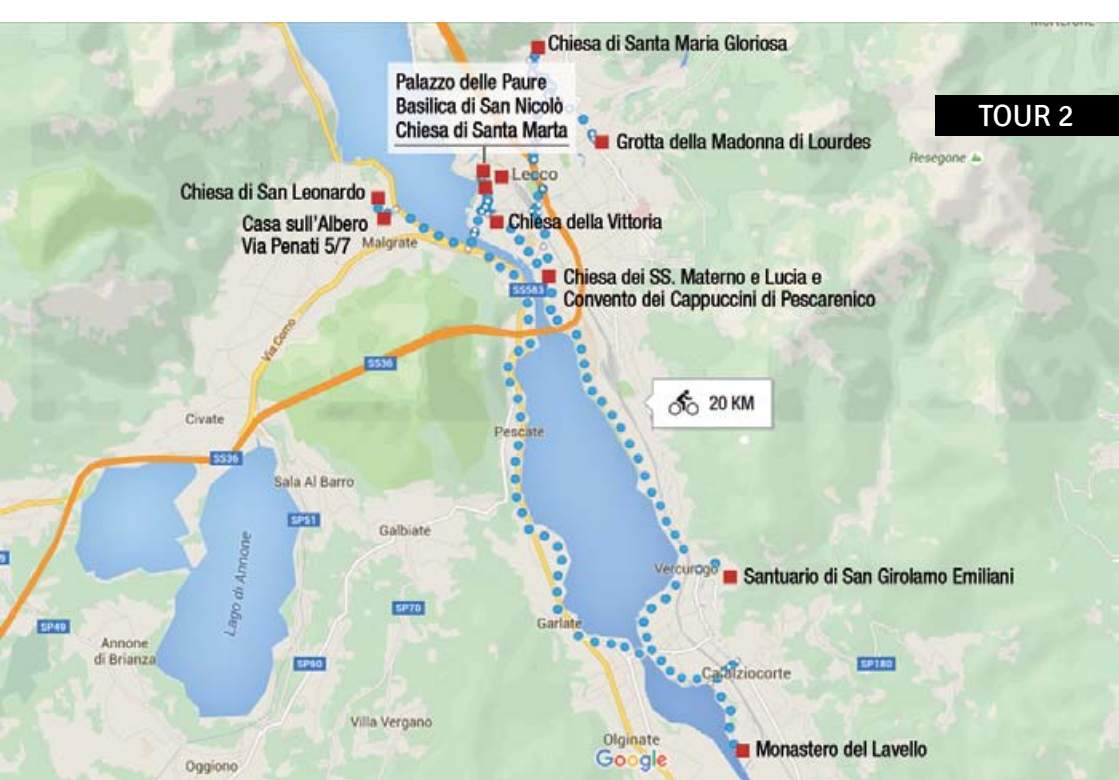 Chiesa di Santa Maria Gloriosa
Palazzo delle Paure
Basilica di San Nicolò
Chiesa di Santa Marta
TOUR 2
Grotta della Madonna di Lourdes
Resegone
Lecco
Chiesa di San Leonardo
Casa sull'Albero
Via Penati 5/7
Malgrate
Chiesa della Vittoria
Chiesa dei SS. Materno e Lucia e
Convento dei Cappuccini di Pescarenico
SS583
Via Como
SS36
20 KM
Civate
Pescate
SS36
Sala Al Barro
SP51
Galbiate
Lago di Annone
Vercurago
Santuario di San Girolamo Emiliani
SP70
SP49
Garlate
Annone
di Brianza
SP60
SP180
Calolziocorte
Villa Vergano
Olginate
Google
Monastero del Lavello
Oggiono